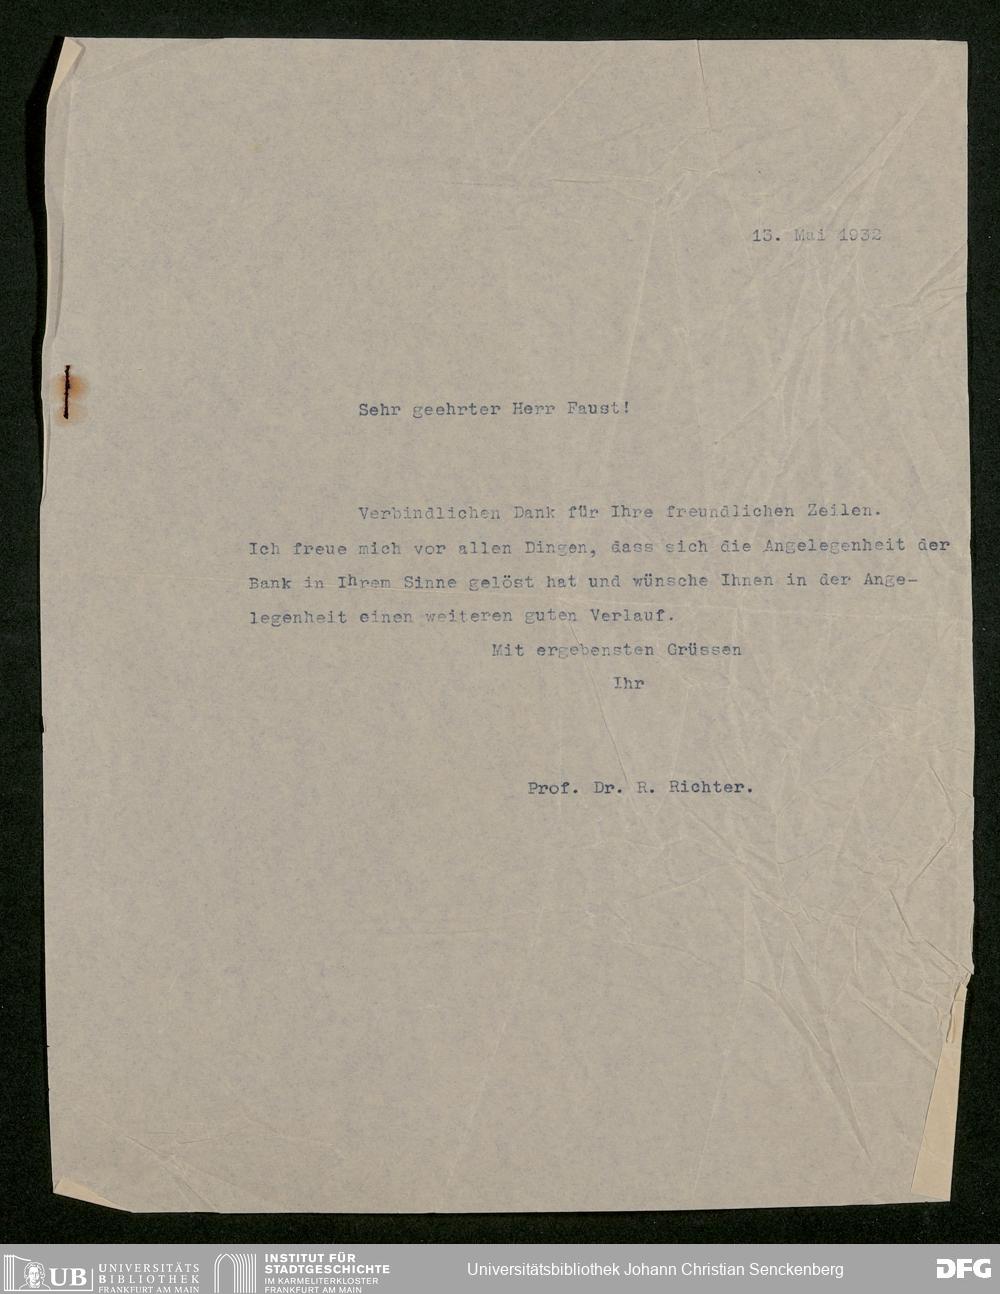 13. Mai 1932
Sehr geehrter Herr Faust!
Verbindlichen Dank für Ihre freundlichen Zeilen.
Ich freue mich vor allen Dingen, dass sich die Angelegenheit der
Bank in Ihrem Sinne gelöst hat und wünsche Ihnen in der Ange-
legenheit einen weiteren guten Verlauf.
Mit ergebensten Grüssen
Ihr
Prof. Dr. R. Richter.
UB
UNIVERSITÄTS
BIBLIOTHEK
FRANKFURT AM MAIN
INSTITUT FÜR
STADTGESCHICHTE
IM KARMELITERKLOSTER
FRANKFURT AM MAIN
Universitätsbibliothek Johann Christian Senckenberg
DFG